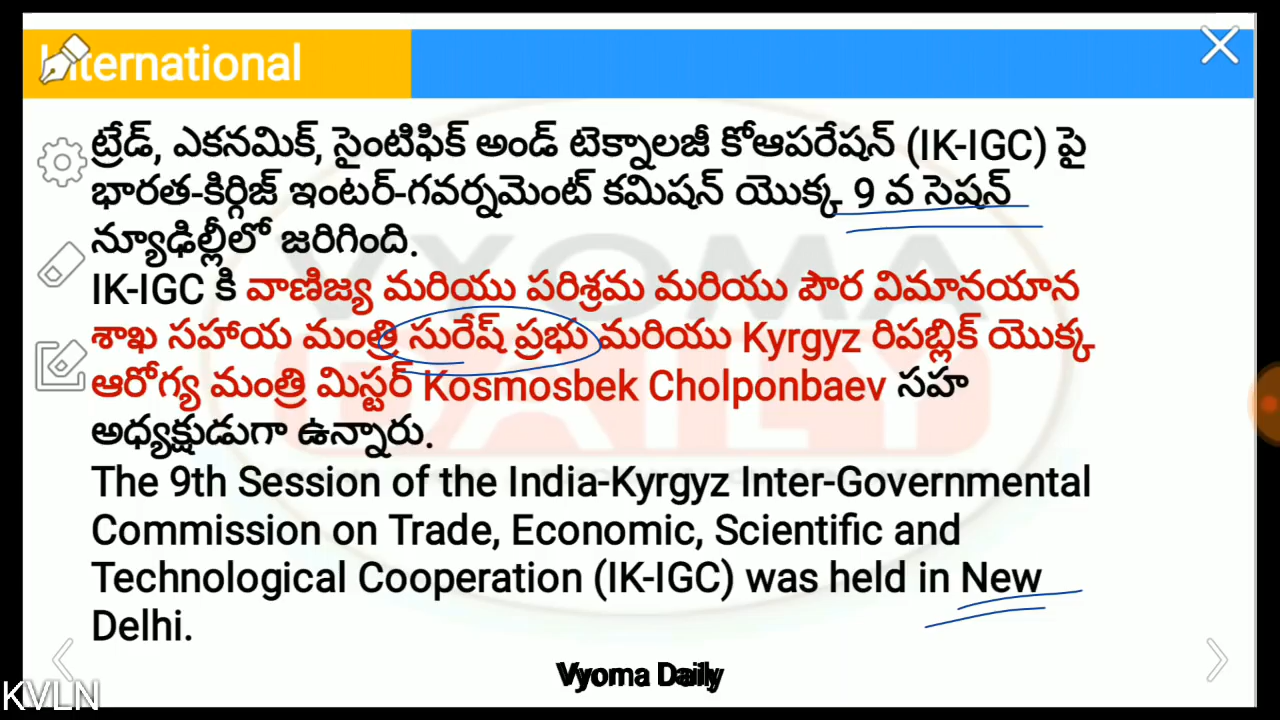 International
ట్రేడ్, ఎకనమిక్, సైంటిఫిక్ అండ్ టెక్నాలజీ కోఆపరేషన్ (IK-IGC) పై
భారత-కిర్గిజ్ ఇంటర్-గవర్నమెంట్ కమిషన్ యొక్క 9 వ సెషన్
న్యూఢిల్లీలో జరిగింది.
IK-IGC కి వాణిజ్య మరియు పరిశ్రమ మరియు పౌర విమానయాన
శాఖ సహాయ మంత్రి సురేష్ ప్రభు మరియు Kyrgyz రిపబ్లిక్ యొక్క
ఆరోగ్య మంత్రి మిస్టర్ Kosmosbek Cholponbaev సహ
అధ్యక్షుడుగా ఉన్నారు.
The 9th Session of the India-Kyrgyz Inter-Governmental
Commission on Trade, Economic, Scientific and
Technological Cooperation (IK-IGC) was held in New
Delhi.
Vyoma Daily
KVLN
VYOMA
DAILY